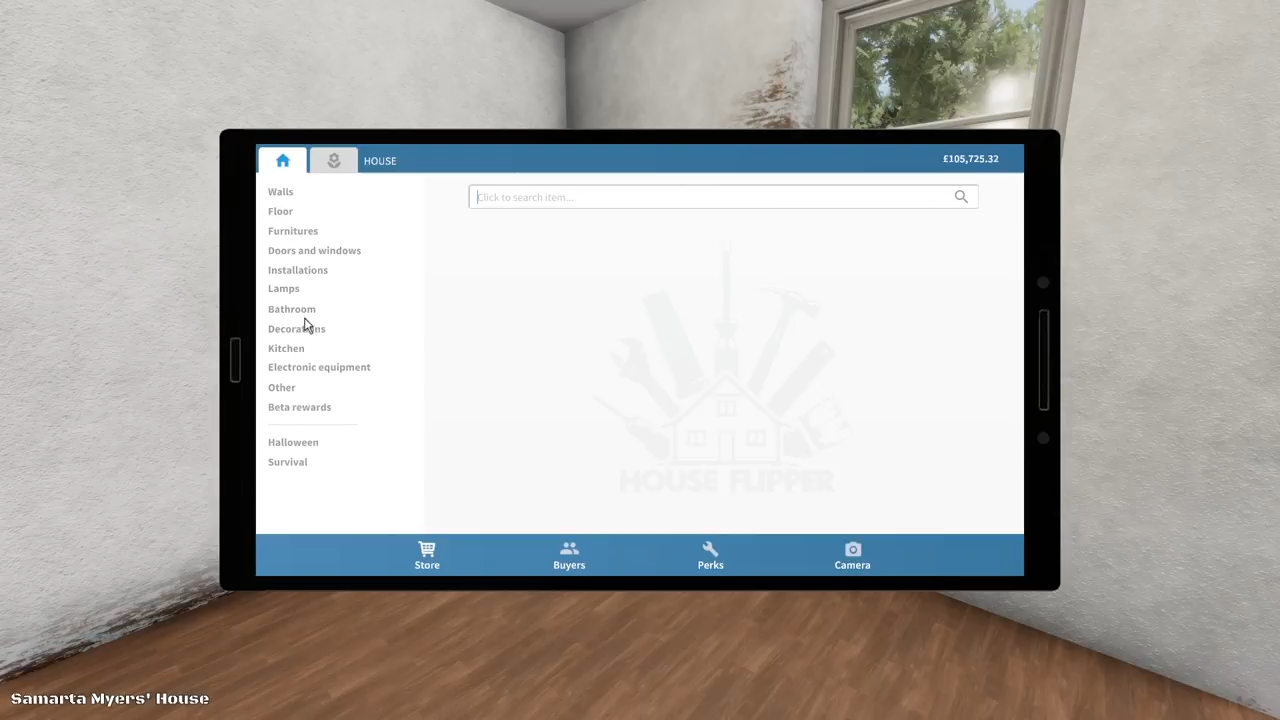 HOUSE
£105,725.32
Click to search item...
Walls
Floor
Furnitures
Doors and windows
Installations
Lamps
Bathroom
Decorations
Kitchen
Electronic equipment
Other
Beta rewards
Halloween
Survival
HOUSE FLIPPER
Store
Buyers
Perks
Camera
Samarta Myers' House